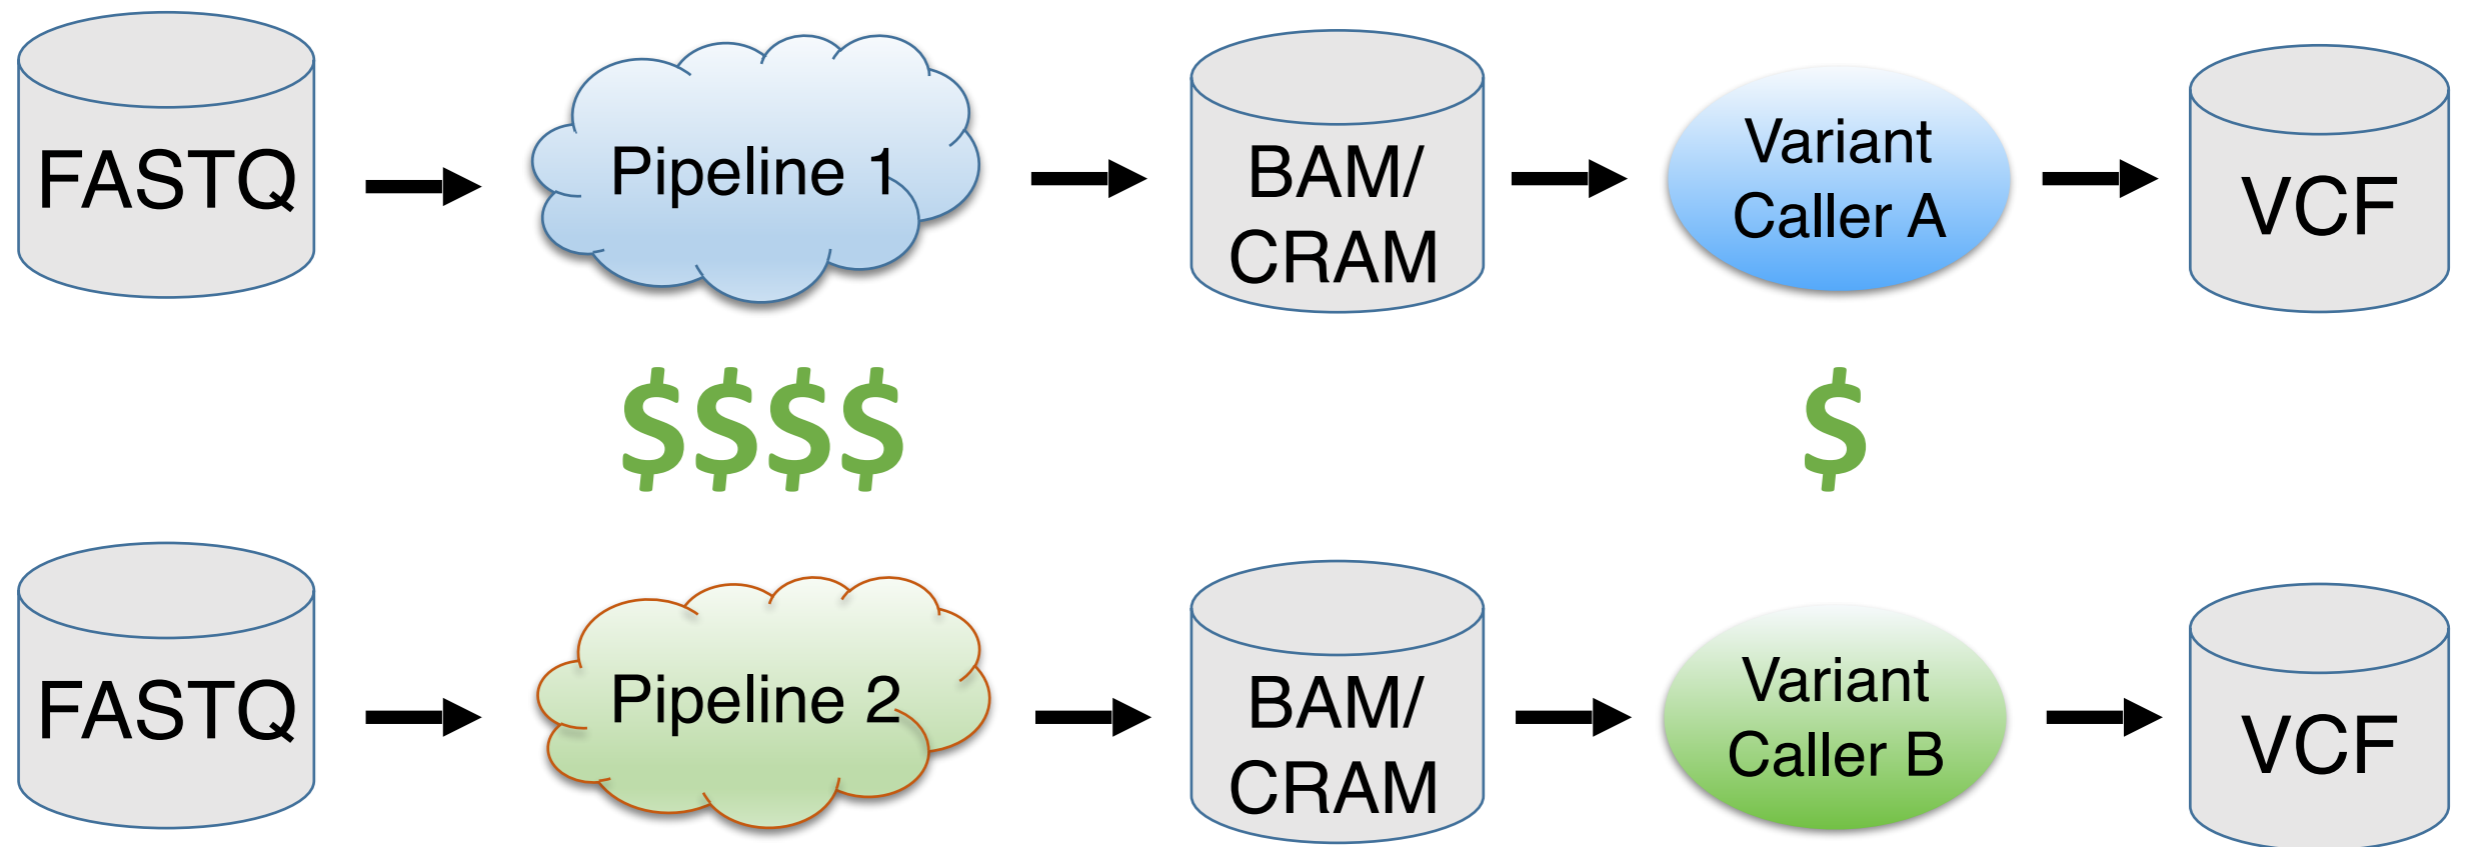 FASTQ
Pipeline 1
BAM/
CRAM
Variant
Caller A
VCF
$$$$
$
FASTQ
Pipeline 2
BAM/
CRAM
Variant
Caller B
VCF